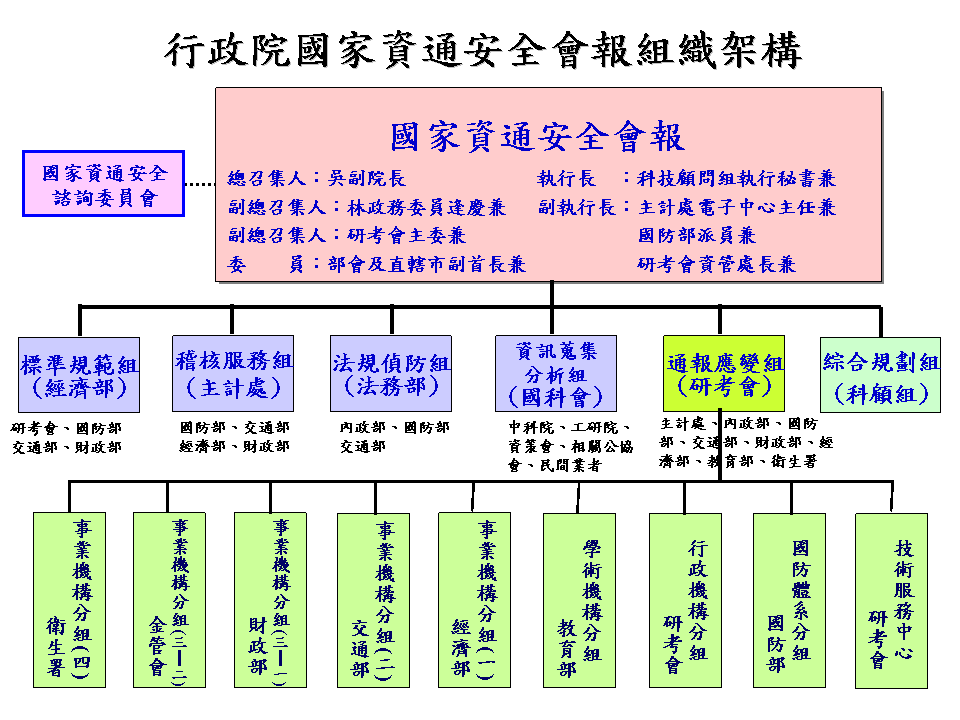 行政院國家資通安全會報組織架構
國家資通安全會報
國家資通安全
諮詢委員會
總召集人：吳副院長
副總召集人：林政務委員逢慶兼
副總召集人：研考會主委兼
委　　員：部會及直轄市副首長兼
執行長　：科技顧問組執行秘書兼
副執行長：主計處電子中心主任兼
國防部派員兼
研考會資管處長兼
標準規範組
(經濟部)
研考會、國防部
交通部、財政部
稽核服務組
(主計處)
國防部、交通部
經濟部、財政部
法規偵防組
(法務部)
內政部、國防部
交通部
資訊蒐集
分析組
(國科會)
中科院、工研院、
資策會、相關公協
會、民間業者
通報應變組
(研考會)
主計處、內政部、國防
部、交通部、財政部、經
濟部、教育部、衛生署
綜合規劃組
(科顧組)
事業機構分組(四)
衛生署
事業機構分組(三－二)
金管會
事業機構分組(三－一)
財政部
事業機構分組(二)
交通部
事業機構分組(一)
經濟部
學術機構分組
教育部
行政機構分組
研考會
國防體系分組
國防部
技術服務中心
研考會